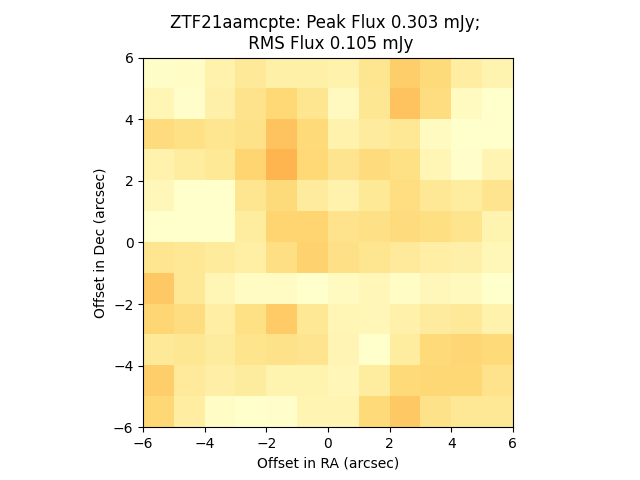 ZTF21aamcpte: Peak Flux 0.303 mJy;
RMS Flux 0.105 mJy
6
4
2
0
−2
−4
−6
Offset in Dec (arcsec)
−6 −4 −2 0 2 4 6
Offset in RA (arcsec)